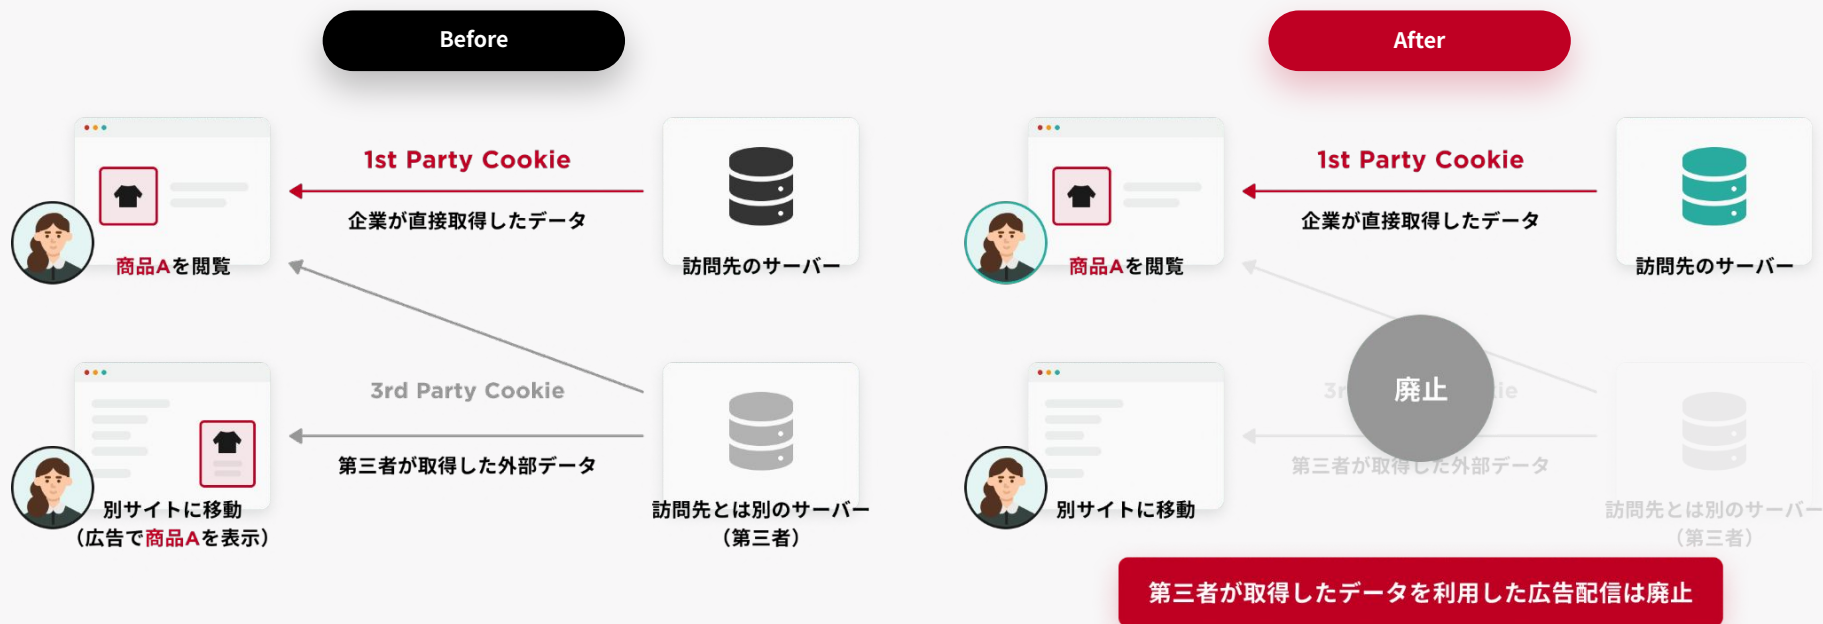 Before
1st Party Cookie
企業が直接取得したデータ
商品Aを閲覧
訪問先のサーバー
3rd Party Cookie
第三者が取得した外部データ
別サイトに移動
（広告で商品Aを表示）
訪問先とは別のサーバー
（第三者）
After
1st Party Cookie
企業が直接取得したデータ
商品Aを閲覧
訪問先のサーバー
廃止
第三者が取得した外部データ
別サイトに移動
訪問先とは別のサーバー
（第三者）
第三者が取得したデータを利用した広告配信は廃止